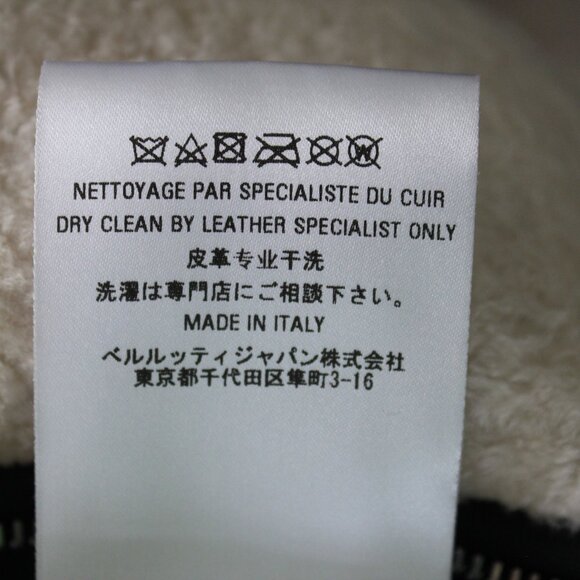 NETTOYAGE PAR SPECIALISTE DU CUIR
DRY CLEAN BY LEATHER SPECIALIST ONLY
皮革专业干洗
洗濯は専門店にご相談下さい。
MADE IN ITALY
ベルルッティジャパン株式会社
東京都千代田区隼町3-16